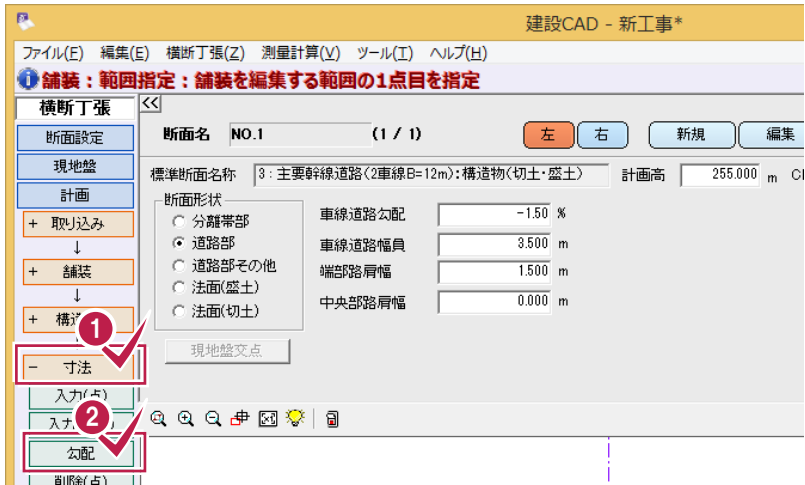 建設CAD - 新工事*
ファイル(F) 編集(E) 横断丁張(Z) 測量計算(V) ツール(T) ヘルプ(H)
舗装：範囲指定：舗装を編集する範囲の1点目を指定
横断丁張
<<
断面設定
現地盤
計画
+ 取り込み
↓
+ 舗装
↓
+ 構造
1
- 寸法
入力(点)
2
入力
勾配
削除(点)
断面名 NO.1 (1 / 1) 左 右 新規 編集
標準断面名称 3：主要幹線道路(2車線B=12m)：構造物(切土・盛土) 計画高 255.000 m
断面形状
分離帯部
道路部
道路部その他
法面(盛土)
法面(切土)
車線道路勾配 -1.50 %
車線道路幅員 3.500 m
端部路肩幅 1.500 m
中央部路肩幅 0.000 m
現地盤交点